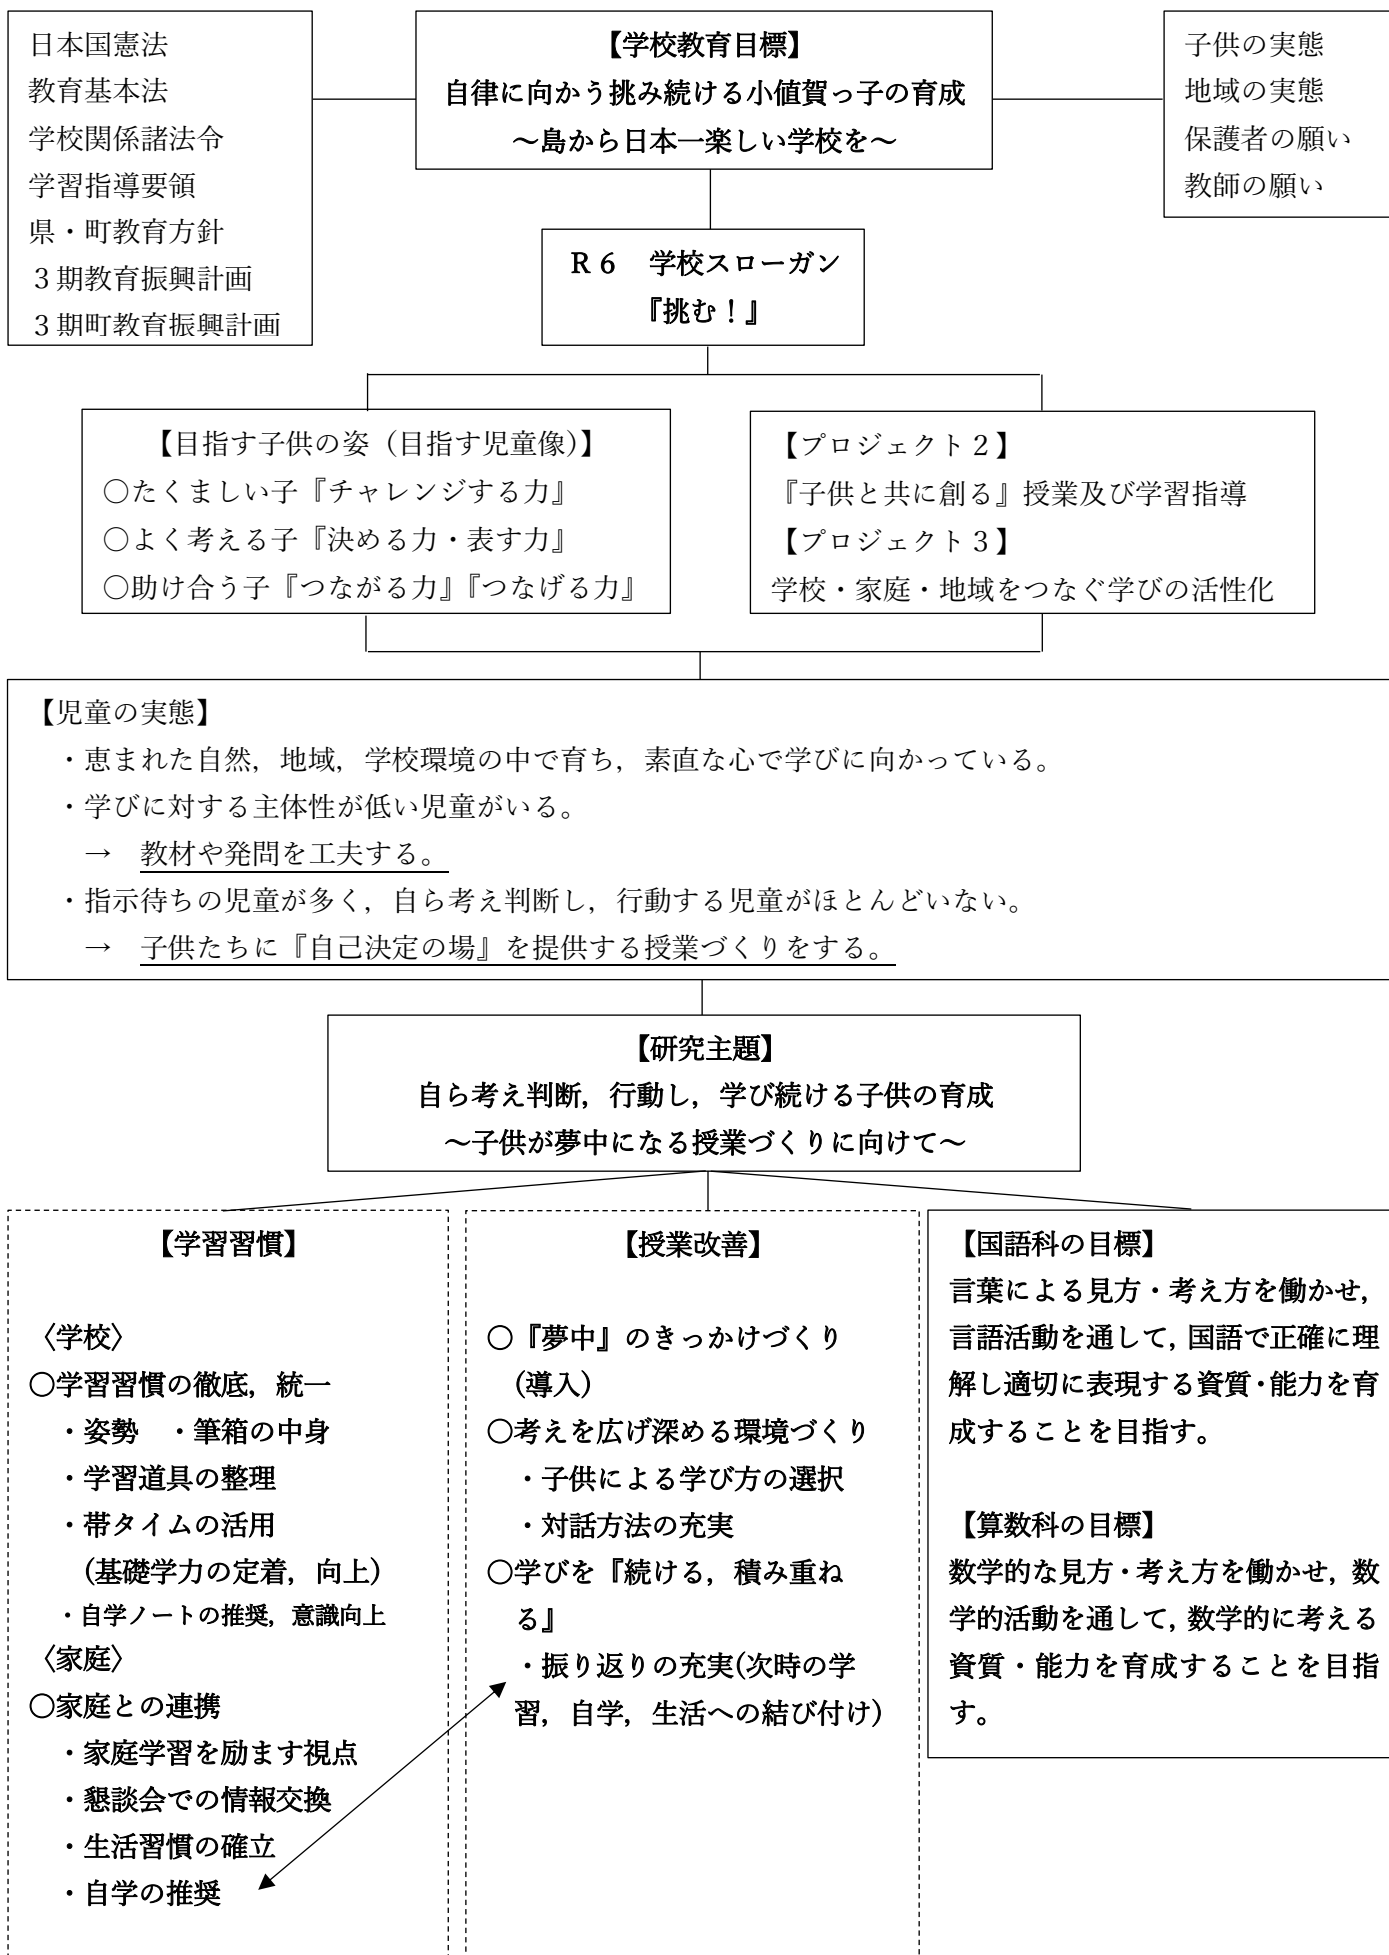 日本国憲法
教育基本法
学校関係諸法令
学習指導要領
県・町教育方針
３期教育振興計画
３期町教育振興計画
【学校教育目標】
自律に向かう挑み続ける小値賀っ子の育成
～島から日本一楽しい学校を～
子供の実態
地域の実態
保護者の願い
教師の願い
Ｒ６　学校スローガン
『挑む！』
【目指す子供の姿（目指す児童像）】
○たくましい子『チャレンジする力』
○よく考える子『決める力・表す力』
○助け合う子『つながる力』『つなげる力』
【プロジェクト２】
『子供と共に創る』授業及び学習指導
【プロジェクト３】
学校・家庭・地域をつなぐ学びの活性化
【児童の実態】
・恵まれた自然，地域，学校環境の中で育ち，素直な心で学びに向かっている。
・学びに対する主体性が低い児童がいる。
→　教材や発問を工夫する。
・指示待ちの児童が多く，自ら考え判断し，行動する児童がほとんどいない。
→　子供たちに『自己決定の場』を提供する授業づくりをする。
【研究主題】
自ら考え判断，行動し，学び続ける子供の育成
～子供が夢中になる授業づくりに向けて～
【学習習慣】
〈学校〉
○学習習慣の徹底，統一
・姿勢　・筆箱の中身
・学習道具の整理
・帯タイムの活用
（基礎学力の定着，向上）
・自学ノートの推奨，意識向上
〈家庭〉
○家庭との連携
・家庭学習を励ます視点
・懇談会での情報交換
・生活習慣の確立
・自学の推奨
【授業改善】
○『夢中』のきっかけづくり
（導入）
○考えを広げ深める環境づくり
・子供による学び方の選択
・対話方法の充実
○学びを『続ける，積み重ね
る』
・振り返りの充実(次時の学
習，自学，生活への結び付け）
【国語科の目標】
言葉による見方・考え方を働かせ，
言語活動を通して，国語で正確に理
解し適切に表現する資質・能力を育
成することを目指す。
【算数科の目標】
数学的な見方・考え方を働かせ，数
学的活動を通して，数学的に考える
資質・能力を育成することを目指
す。